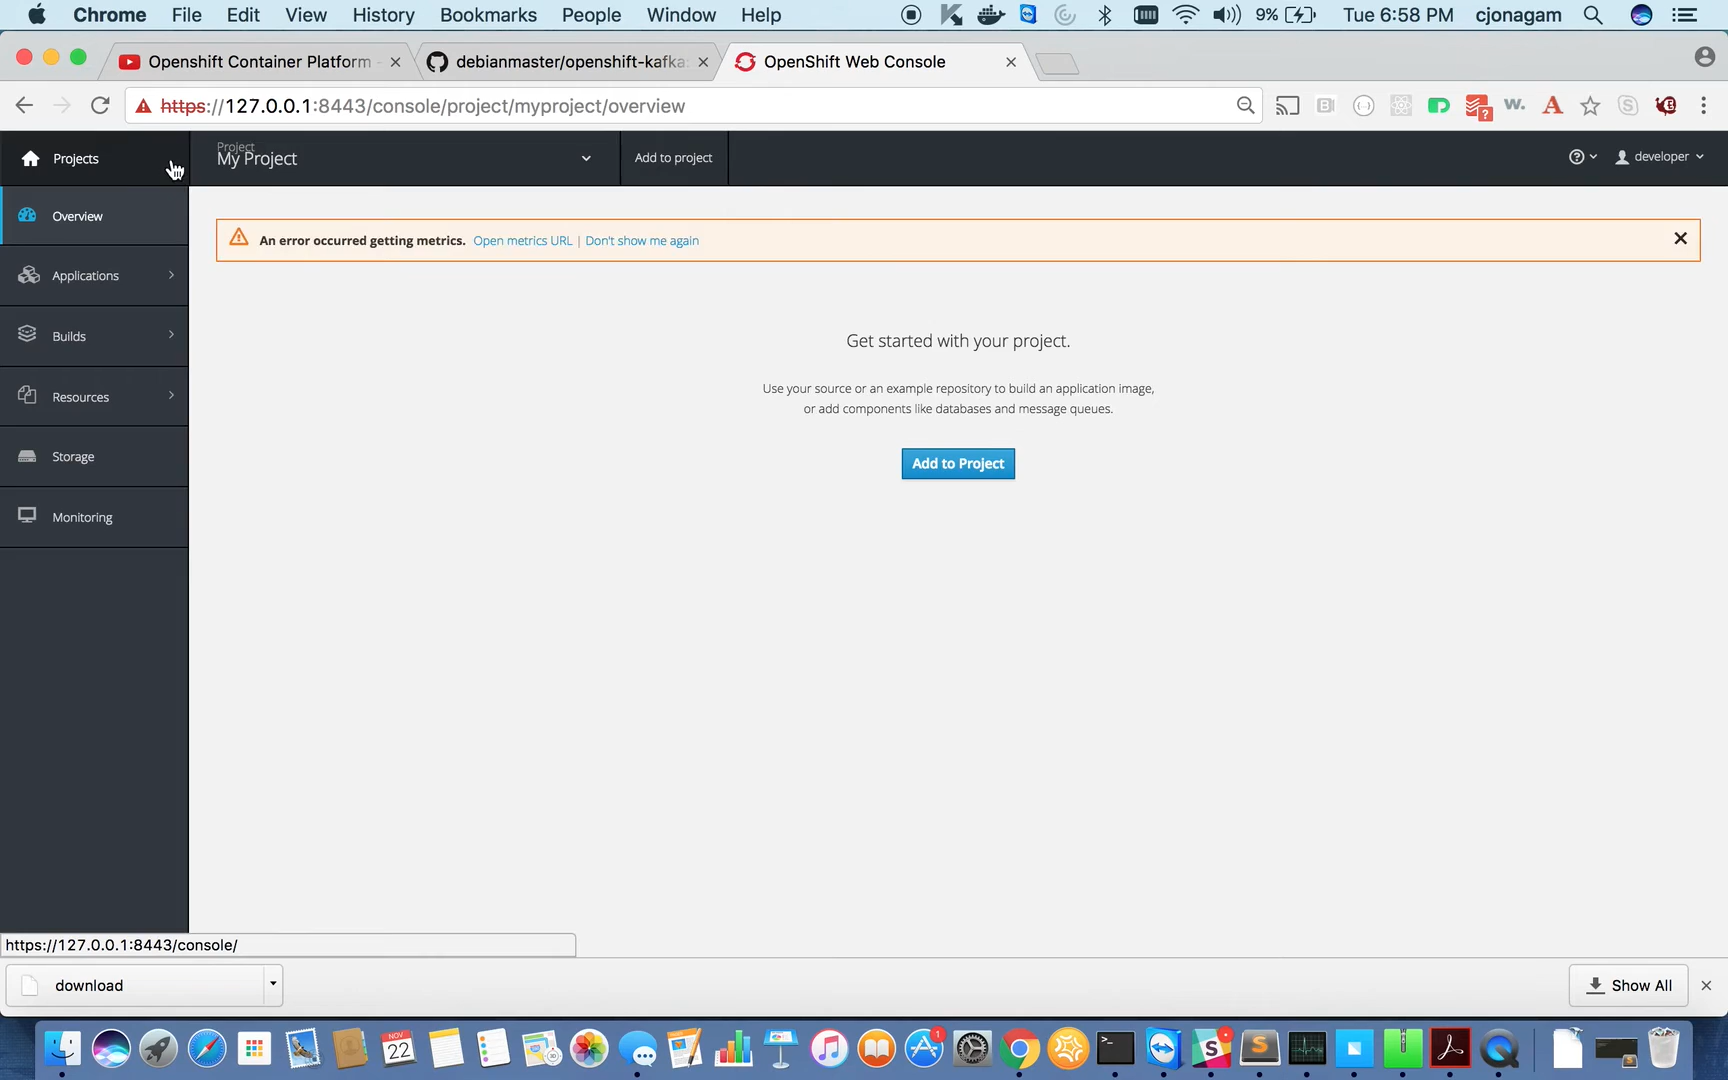 Chrome File Edit View History Bookmarks People Window Help 9% Tue 6:58 PM cjonagam
Openshift Container Platform - debianmaster/openshift-kafka OpenShift Web Console
https://127.0.0.1:8443/console/project/myproject/overview
Projects
Project
My Project
Add to project
developer
Overview
Applications
Builds
Resources
Storage
Monitoring
An error occurred getting metrics. Open metrics URL | Don't show me again
Get started with your project.
Use your source or an example repository to build an application image,
or add components like databases and message queues.
Add to Project
https://127.0.0.1:8443/console/
download
Show All
NOV
22
1